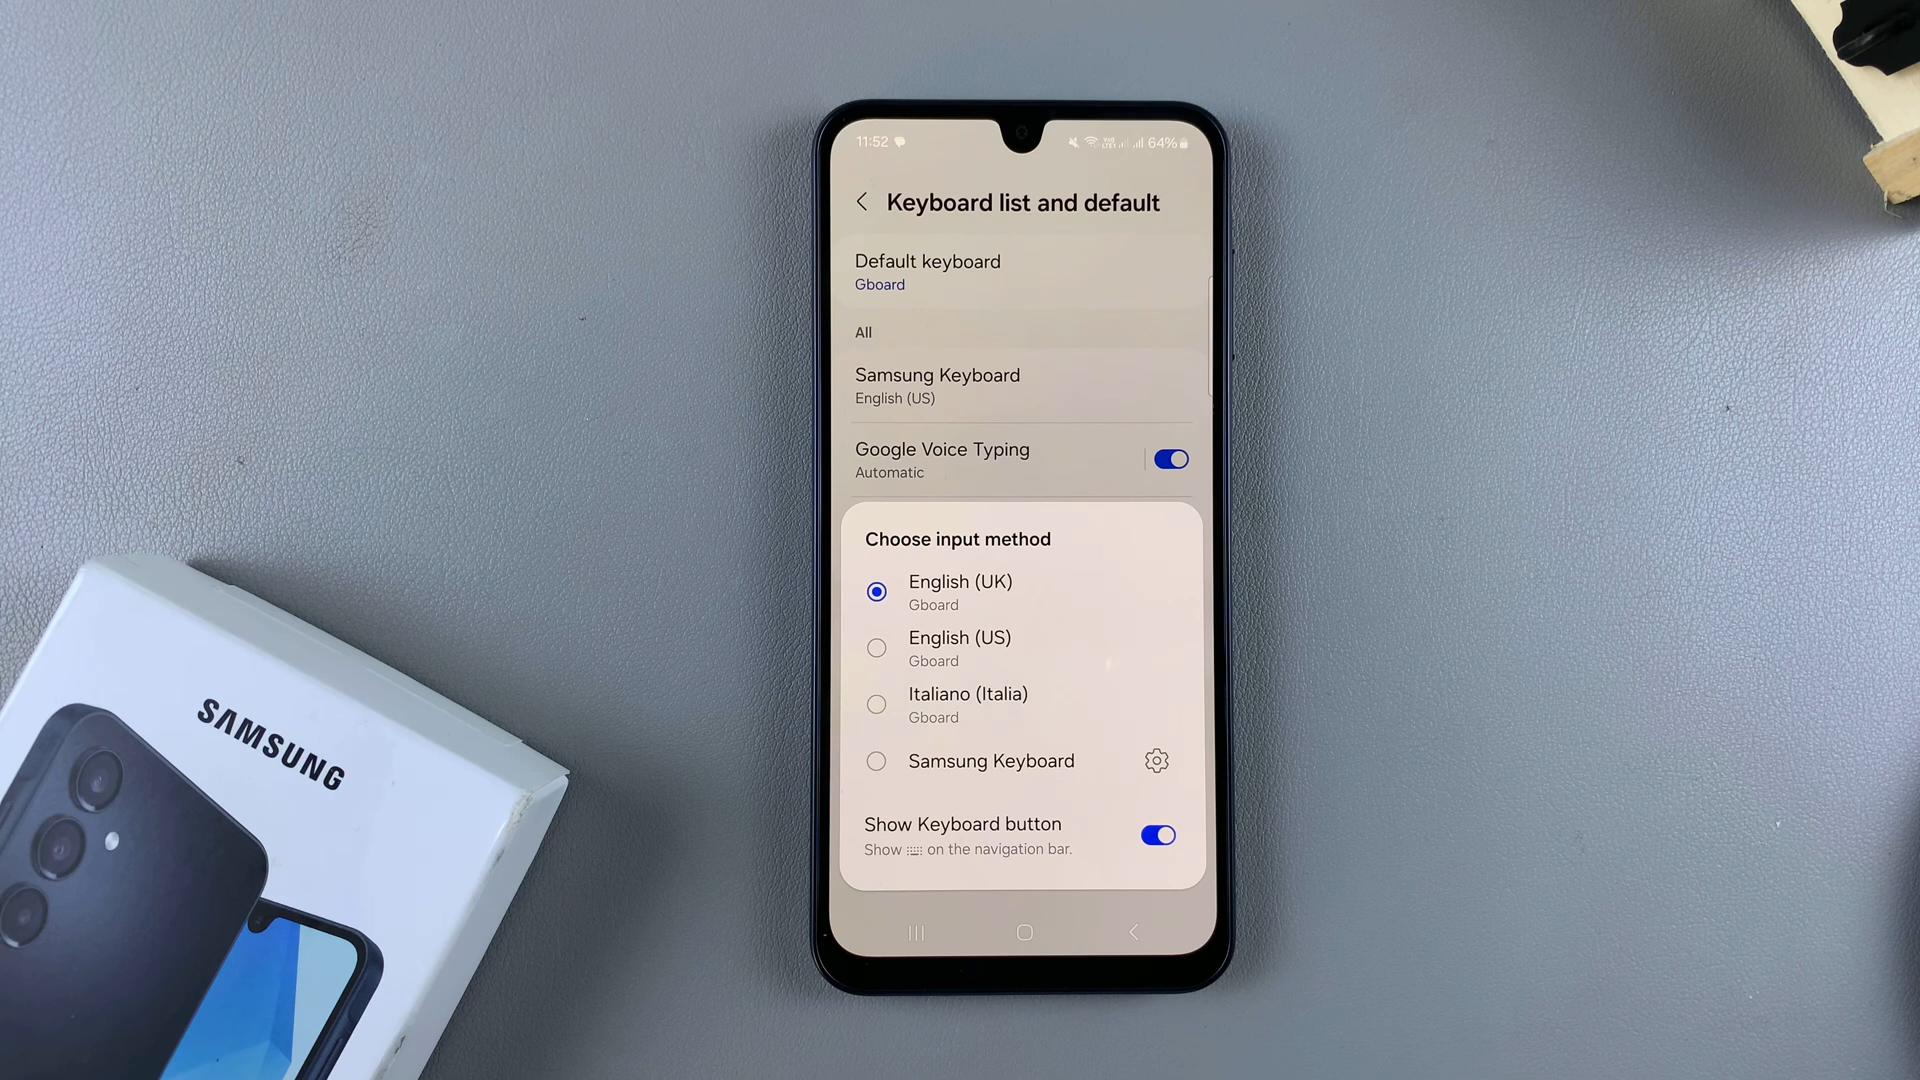 11:52
64%
Keyboard list and default
Default keyboard
Gboard
All
Samsung Keyboard
English (US)
Google Voice Typing
Automatic
Choose input method
English (UK)
Gboard
English (US)
Gboard
Italiano (Italia)
Gboard
Samsung Keyboard
Show Keyboard button
Show on the navigation bar.
SAMSUNG